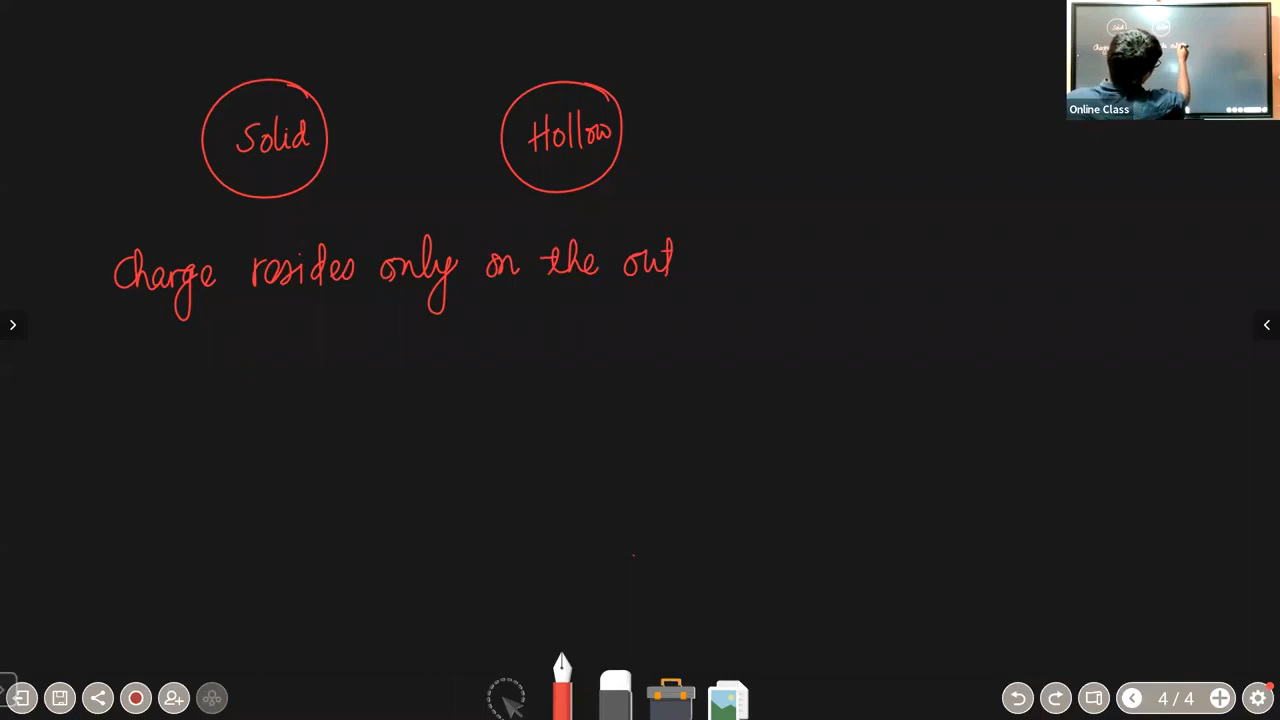 Solid
Hollow
Charge resides only on the out
Online Class
4/4